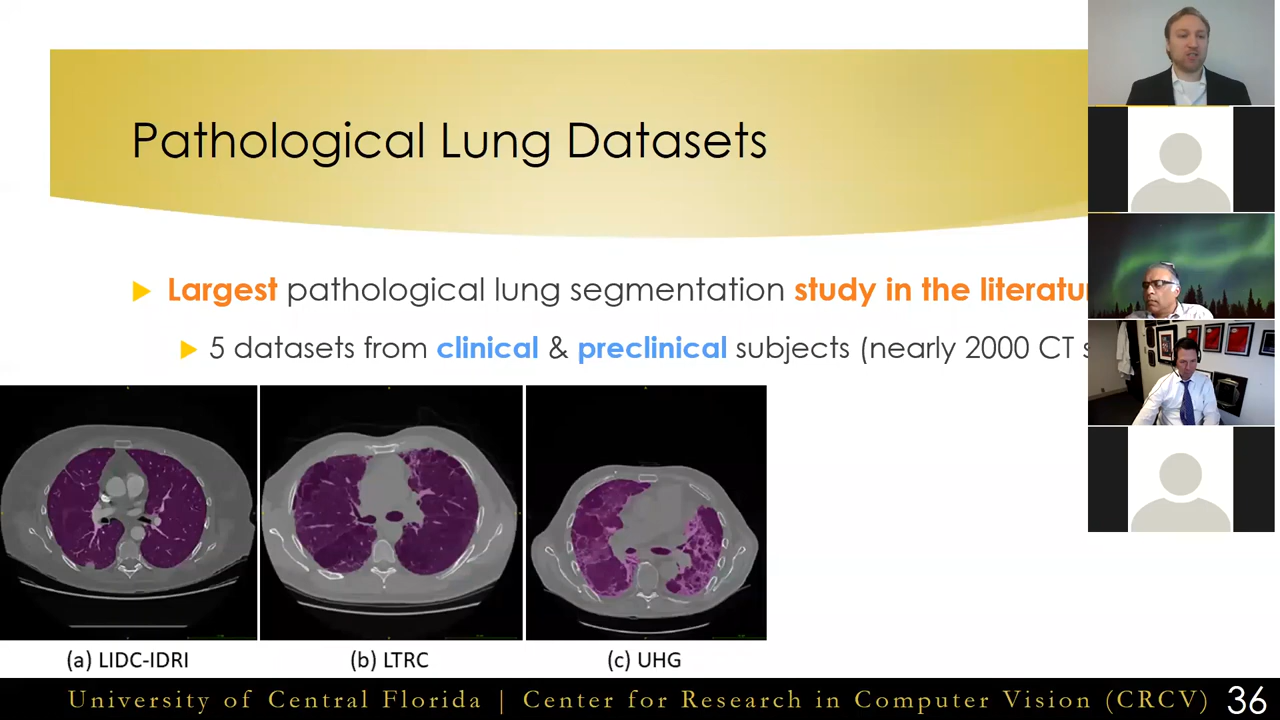 Pathological Lung Datasets
Largest pathological lung segmentation study in the literatu
5 datasets from clinical & preclinical subjects (nearly 2000 CT s
(a) LIDC-IDRI
(b) LTRC
(c) UHG
University of Central Florida | Center for Research in Computer Vision (CRCV)
36